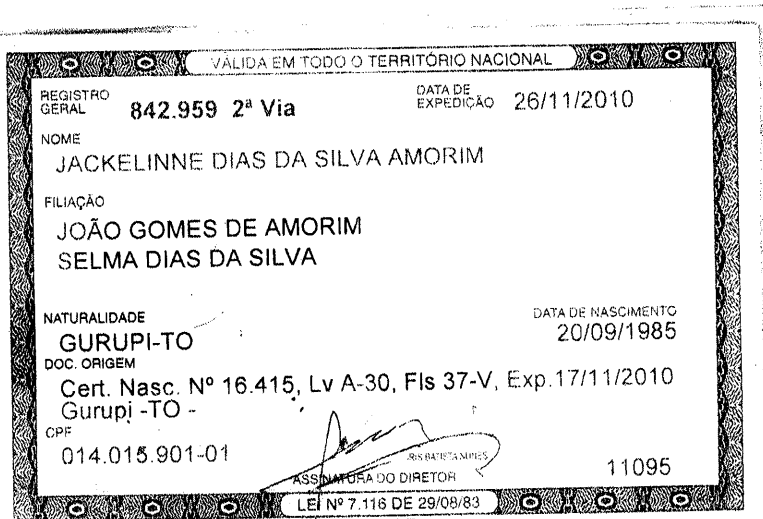 VÁLIDA EM TODO O TERRITÓRIO NACIONAL
REGISTRO GERAL 842.959 2ª Via DATA DE EXPEDIÇÃO 26/11/2010
NOME
JACKELINNE DIAS DA SILVA AMORIM
FILIAÇÃO
JOÃO GOMES DE AMORIM
SELMA DIAS DA SILVA
NATURALIDADE DATA DE NASCIMENTO
GURUPI-TO 20/09/1985
DOC. ORIGEM
Cert. Nasc. Nº 16.415, Lv A-30, Fls 37-V, Exp.17/11/2010
Gurupi -TO -
CPF
014.015.901-01
BATISTA NUNES
ASSINATURA DO DIRETOR 11095
LEI Nº 7.116 DE 29/08/83